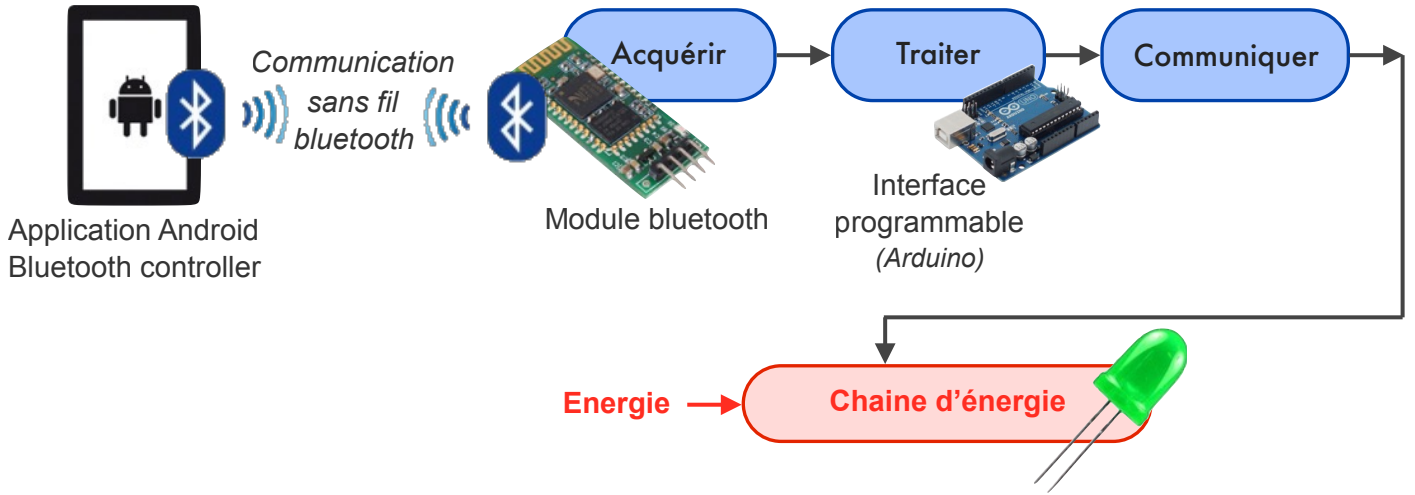 Communication
sans fil
bluetooth
Acquérir
Traiter
Communiquer
Application Android
Bluetooth controller
Module bluetooth
Interface
programmable
(Arduino)
Energie
Chaine d’énergie